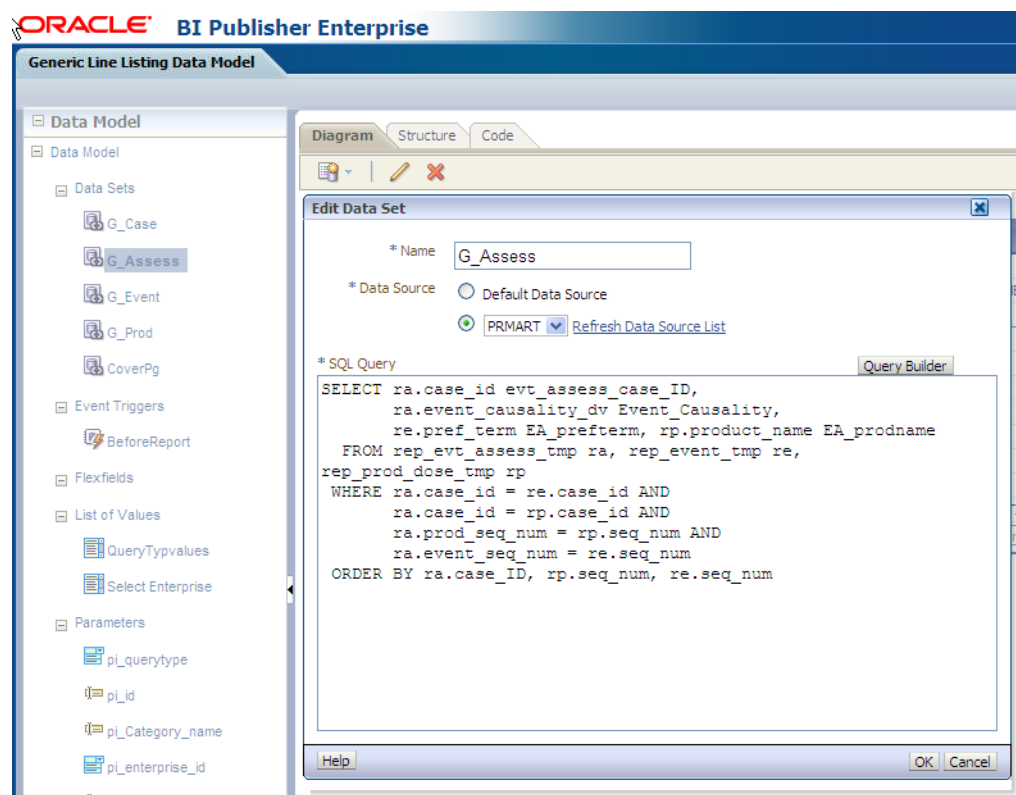 ORACLE BI Publisher Enterprise
Generic Line Listing Data Model
Data Model
Data Model
Data Sets
G_Case
G_Assess
G_Event
G_Prod
CoverPg
Event Triggers
BeforeReport
Flexfields
List of Values
QueryTypvalues
Select Enterprise
Parameters
pi_querytype
pi_id
pi_Category_name
pi_enterprise_id
Diagram Structure Code
Edit Data Set
* Name G_Assess
* Data Source Default Data Source
PRMART Refresh Data Source List
* SQL Query Query Builder
SELECT ra.case_id evt_assess_case_ID,
ra.event_causality_dv Event_Causality,
re.pref_term EA_prefterm, rp.product_name EA_prodname
FROM rep_evt_assess_tmp ra, rep_event_tmp re,
rep_prod_dose_tmp rp
WHERE ra.case_id = re.case_id AND
ra.case_id = rp.case_id AND
ra.prod_seq_num = rp.seq_num AND
ra.event_seq_num = re.seq_num
ORDER BY ra.case_ID, rp.seq_num, re.seq_num
Help OK Cancel